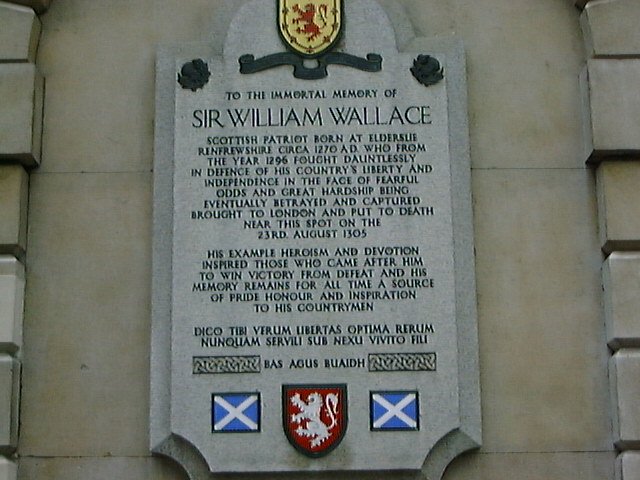 TO THE IMMORTAL MEMORY OF
SIR WILLIAM WALLACE
SCOTTISH PATRIOT BORN AT ELDERSLIE
RENFREWSHIRE CIRCA 1270 A.D. WHO FROM
THE YEAR 1296 FOUGHT DAUNTLESSLY
IN DEFENCE OF HIS COUNTRY'S LIBERTY AND
INDEPENDENCE IN THE FACE OF FEARFUL
ODDS AND GREAT HARDSHIP BEING
EVENTUALLY BETRAYED AND CAPTURED
BROUGHT TO LONDON AND PUT TO DEATH
NEAR THIS SPOT ON THE
23RD. AUGUST 1305
HIS EXAMPLE HEROISM AND DEVOTION
INSPIRED THOSE WHO CAME AFTER HIM
TO WIN VICTORY FROM DEFEAT AND HIS
MEMORY REMAINS FOR ALL TIME A SOURCE
OF PRIDE HONOUR AND INSPIRATION
TO HIS COUNTRYMEN
DICO TIBI VERUM LIBERTAS OPTIMA RERUM
NUNQUAM SERVILI SUB NEXU VIVITO FILI
BAS AGUS BUAIDH